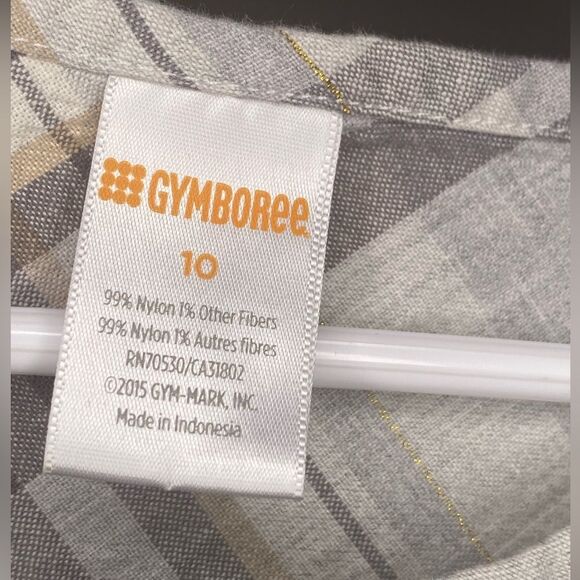 GYMBORee
10
99% Nylon 1% Other Fibers
99% Nylon 1% Autres fibres
RN70530/CA31802
©2015 GYM-MARK, INC.
Made in Indonesia